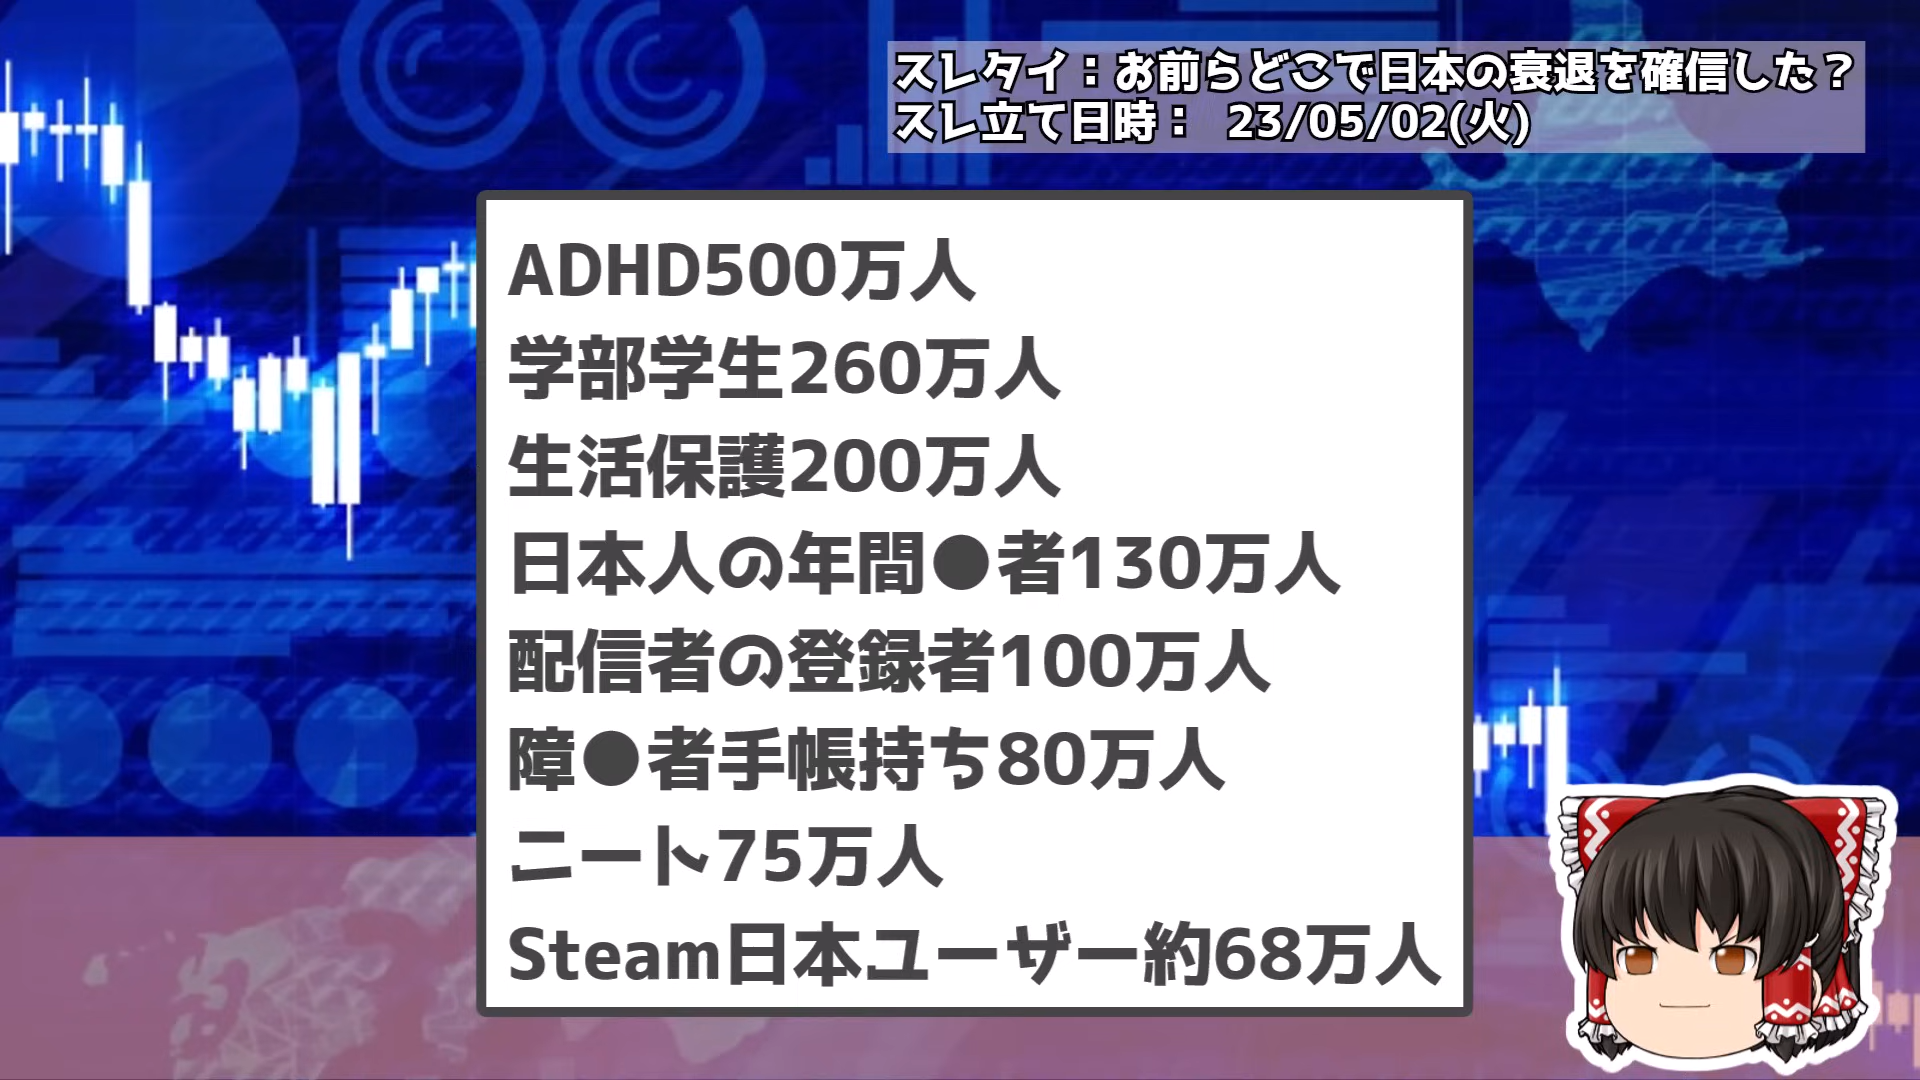 スレタイ：お前らどこで日本の衰退を確信した？
スレ立て日時： 23/05/02(火)
ADHD500万人
学部学生260万人
生活保護200万人
日本人の年間●者130万人
配信者の登録者100万人
障●者手帳持ち80万人
ニート75万人
Steam日本ユーザー約68万人